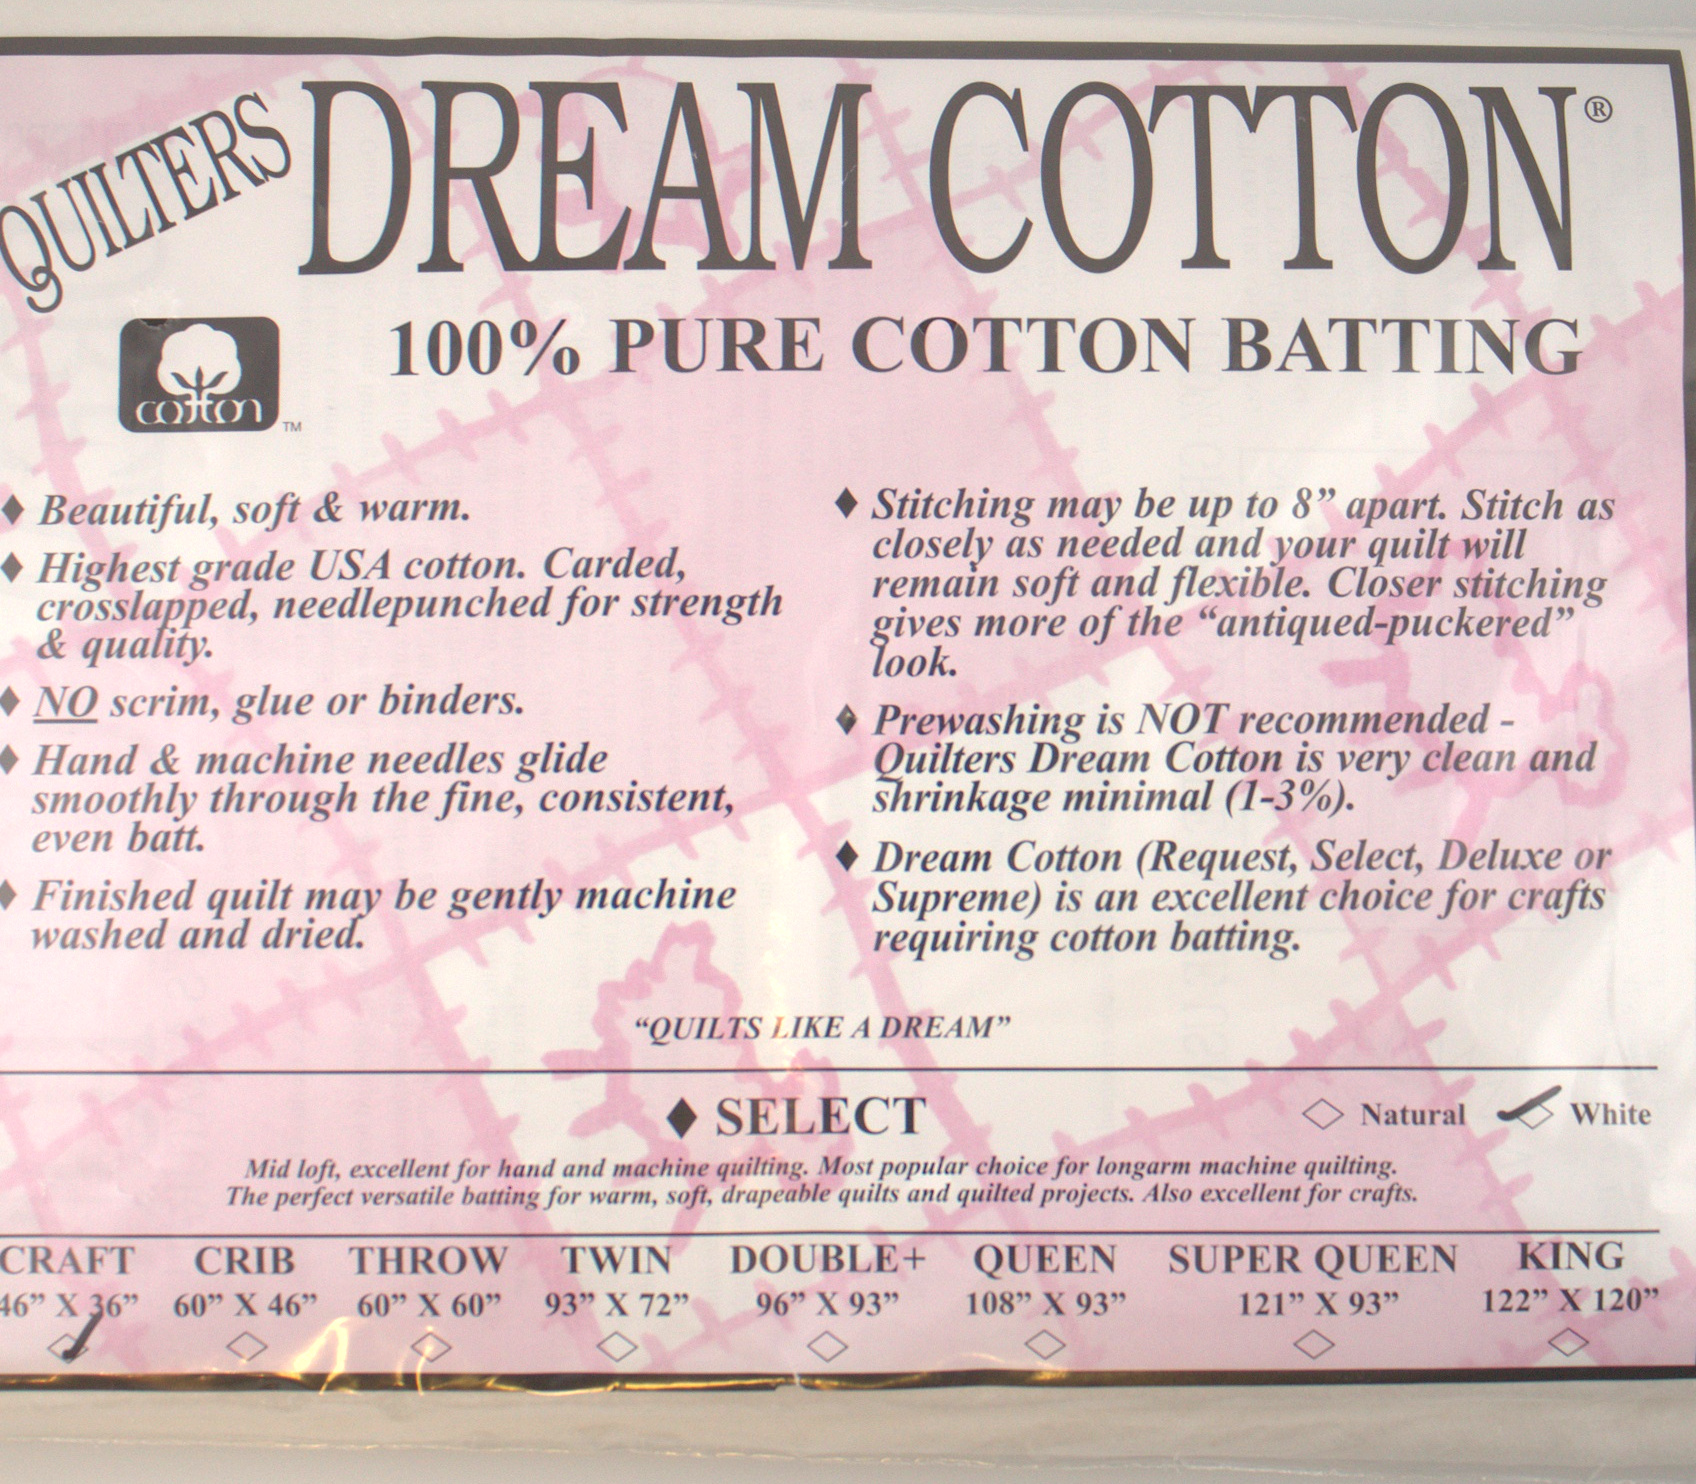 QUILTERS DREAM COTTON®
100% PURE COTTON BATTING
cotton TM
♦ Beautiful, soft & warm.
♦ Highest grade USA cotton. Carded,
crosslapped, needlepunched for strength
& quality.
♦ NO scrim, glue or binders.
♦ Hand & machine needles glide
smoothly through the fine, consistent,
even batt.
♦ Finished quilt may be gently machine
washed and dried.
♦ Stitching may be up to 8” apart. Stitch as
closely as needed and your quilt will
remain soft and flexible. Closer stitching
gives more of the “antiqued-puckered”
look.
♦ Prewashing is NOT recommended -
Quilters Dream Cotton is very clean and
shrinkage minimal (1-3%).
♦ Dream Cotton (Request, Select, Deluxe or
Supreme) is an excellent choice for crafts
requiring cotton batting.
“QUILTS LIKE A DREAM”
♦ SELECT
◇ Natural ◇ White
Mid loft, excellent for hand and machine quilting. Most popular choice for longarm machine quilting.
The perfect versatile batting for warm, soft, drapeable quilts and quilted projects. Also excellent for crafts.
CRAFT CRIB THROW TWIN DOUBLE+ QUEEN SUPER QUEEN KING
46” X 36” 60” X 46” 60” X 60” 93” X 72” 96” X 93” 108” X 93” 121” X 93” 122” X 120”